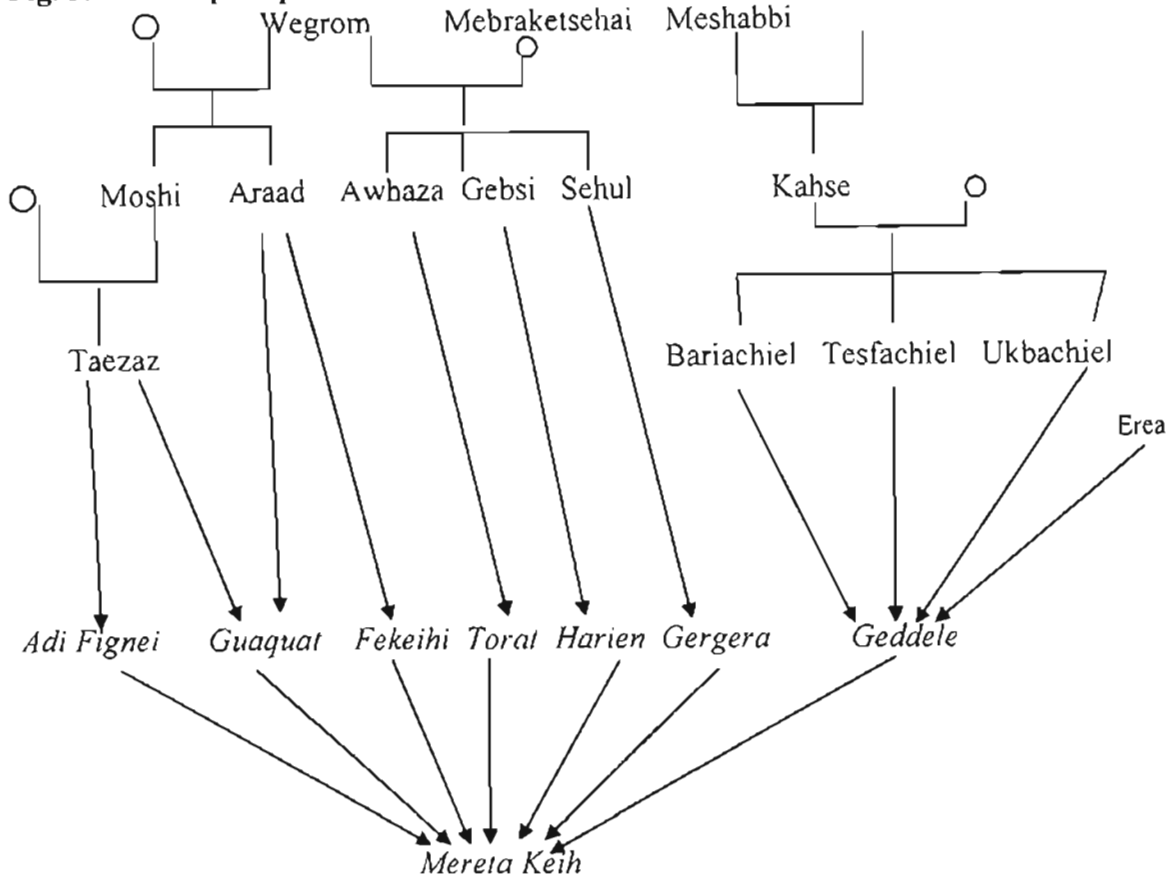 Wegrom Mebraketsehai Meshabbi
Moshi Araad Awhaza Gebsi Sehul Kahse
Taezaz Bariachiel Tesfachiel Ukbachiel
Erea
Adi Fignei Guaquat Fekeihi Torat Harien Gergera Geddele
Mereta Keih